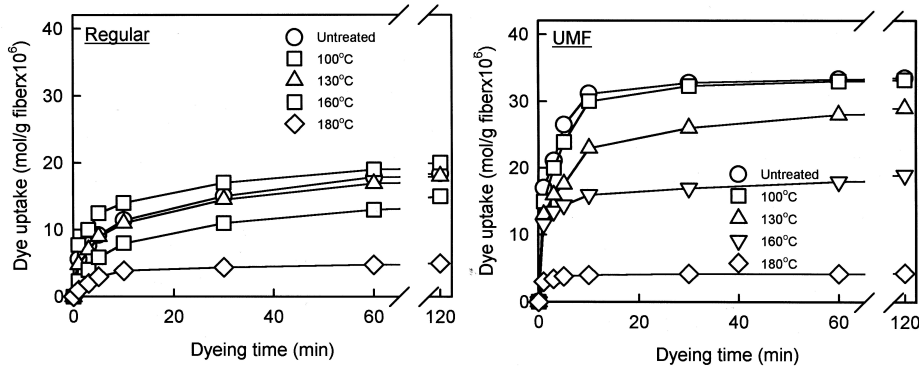 Regular
Untreated
100°C
130°C
160°C
180°C
Dye uptake (mol/g fiberx10⁶)
40
30
20
10
0
0
20
40
60
120
Dyeing time (min)
UMF
Untreated
100°C
130°C
160°C
180°C
Dye uptake (mol/g fiberx10⁶)
40
30
20
10
0
0
20
40
60
120
Dyeing time (min)